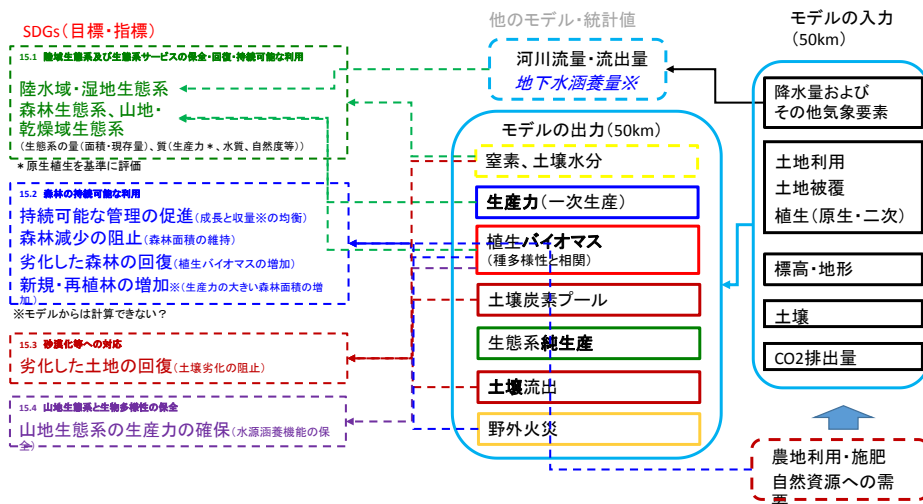 SDGs(目標・指標)
15.1 陸域生態系及び生態系サービスの保全・回復・持続可能な利用
陸水域・湿地生態系
森林生態系、山地・
乾燥域生態系
(生態系の量(面積・現存量)、質(生産力*、水質、自然度等))
*原生植生を基準に評価
15.2 森林の持続可能な利用
持続可能な管理の促進(成長と収量※の均衡)
森林減少の阻止(森林面積の維持)
劣化した森林の回復(植生バイオマスの増加)
新規・再植林の増加※(生産力の大きい森林面積の増
加)
※モデルからは計算できない?
15.3 砂漠化等への対応
劣化した土地の回復(土壌劣化の阻止)
15.4 山地生態系と生物多様性の保全
山地生態系の生産力の確保(水源涵養機能の保
全)
他のモデル・統計値
河川流量・流出量
地下水涵養量※
モデルの出力(50km)
窒素、土壌水分
生産力(一次生産)
植生バイオマス
(種多様性と相関)
土壌炭素プール
生態系純生産
土壌流出
野外火災
モデルの入力
(50km)
降水量および
その他気象要素
土地利用
土地被覆
植生(原生・二次)
標高・地形
土壌
CO2排出量
農地利用・施肥
自然資源への需
要